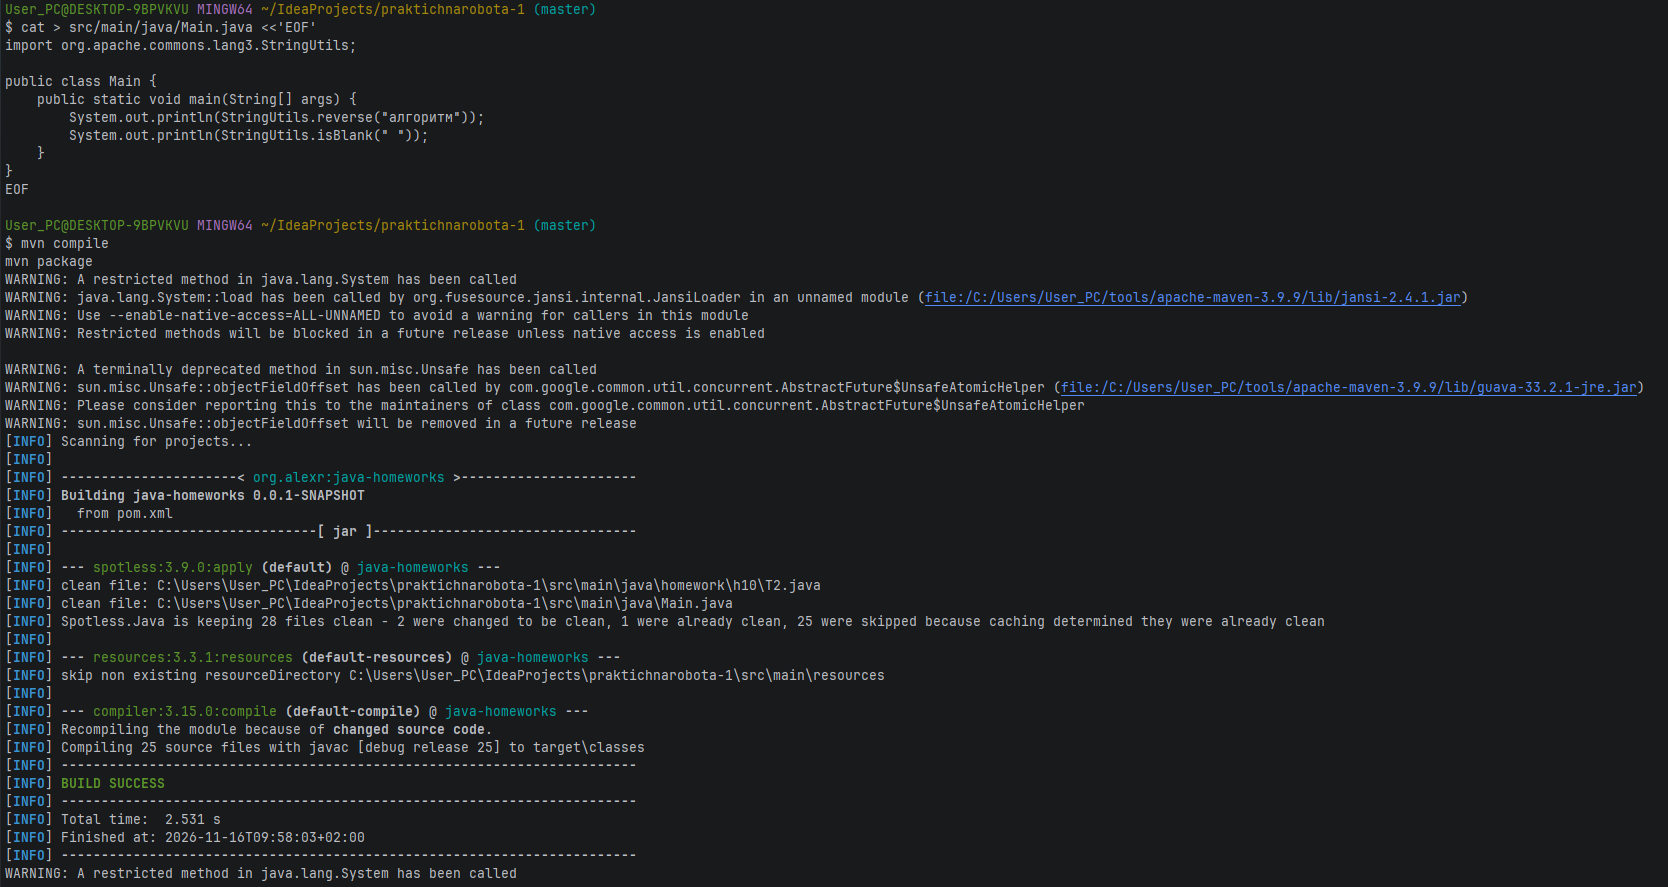 User_PC@DESKTOP-9BPVKVU MINGW64 ~/IdeaProjects/praktichnarobota-1 (master)
$ cat > src/main/java/Main.java <<'EOF'
import org.apache.commons.lang3.StringUtils;

public class Main {
    public static void main(String[] args) {
        System.out.println(StringUtils.reverse("алгоритм"));
        System.out.println(StringUtils.isBlank(" "));
    }
}
EOF

User_PC@DESKTOP-9BPVKVU MINGW64 ~/IdeaProjects/praktichnarobota-1 (master)
$ mvn compile
mvn package
WARNING: A restricted method in java.lang.System has been called
WARNING: java.lang.System::load has been called by org.fusesource.jansi.internal.JansiLoader in an unnamed module (file:/C:/Users/User_PC/tools/apache-maven-3.9.9/lib/jansi-2.4.1.jar)
WARNING: Use --enable-native-access=ALL-UNNAMED to avoid a warning for callers in this module
WARNING: Restricted methods will be blocked in a future release unless native access is enabled

WARNING: A terminally deprecated method in sun.misc.Unsafe has been called
WARNING: sun.misc.Unsafe::objectFieldOffset has been called by com.google.common.util.concurrent.AbstractFuture$UnsafeAtomicHelper (file:/C:/Users/User_PC/tools/apache-maven-3.9.9/lib/guava-33.2.1-jre.jar)
WARNING: Please consider reporting this to the maintainers of class com.google.common.util.concurrent.AbstractFuture$UnsafeAtomicHelper
WARNING: sun.misc.Unsafe::objectFieldOffset will be removed in a future release
[INFO] Scanning for projects...
[INFO]
[INFO] ----------------------< org.alexr:java-homeworks >----------------------
[INFO] Building java-homeworks 0.0.1-SNAPSHOT
[INFO]   from pom.xml
[INFO] --------------------------------[ jar ]---------------------------------
[INFO]
[INFO] --- spotless:3.9.0:apply (default) @ java-homeworks ---
[INFO] clean file: C:\Users\User_PC\IdeaProjects\praktichnarobota-1\src\main\java\homework\h10\T2.java
[INFO] clean file: C:\Users\User_PC\IdeaProjects\praktichnarobota-1\src\main\java\Main.java
[INFO] Spotless.Java is keeping 28 files clean - 2 were changed to be clean, 1 were already clean, 25 were skipped because caching determined they were already clean
[INFO]
[INFO] --- resources:3.3.1:resources (default-resources) @ java-homeworks ---
[INFO] skip non existing resourceDirectory C:\Users\User_PC\IdeaProjects\praktichnarobota-1\src\main\resources
[INFO]
[INFO] --- compiler:3.15.0:compile (default-compile) @ java-homeworks ---
[INFO] Recompiling the module because of changed source code.
[INFO] Compiling 25 source files with javac [debug release 25] to target\classes
[INFO] ------------------------------------------------------------------------
[INFO] BUILD SUCCESS
[INFO] ------------------------------------------------------------------------
[INFO] Total time:  2.531 s
[INFO] Finished at: 2026-11-16T09:58:03+02:00
[INFO] ------------------------------------------------------------------------
WARNING: A restricted method in java.lang.System has been called